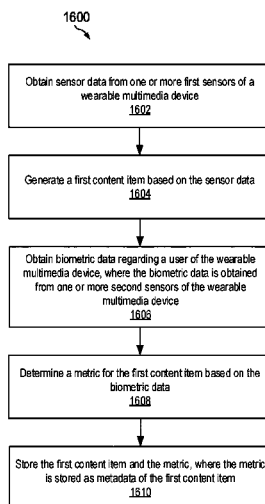 1600
Obtain sensor data from one or more first sensors of a
wearable multimedia device
1602
Generate a first content item based on the sensor data
1604
Obtain biometric data regarding a user of the wearable
multimedia device, where the biometric data is obtained
from one or more second sensors of the wearable
multimedia device
1606
Determine a metric for the first content item based on the
biometric data
1608
Store the first content item and the metric, where the metric
is stored as metadata of the first content item
1610